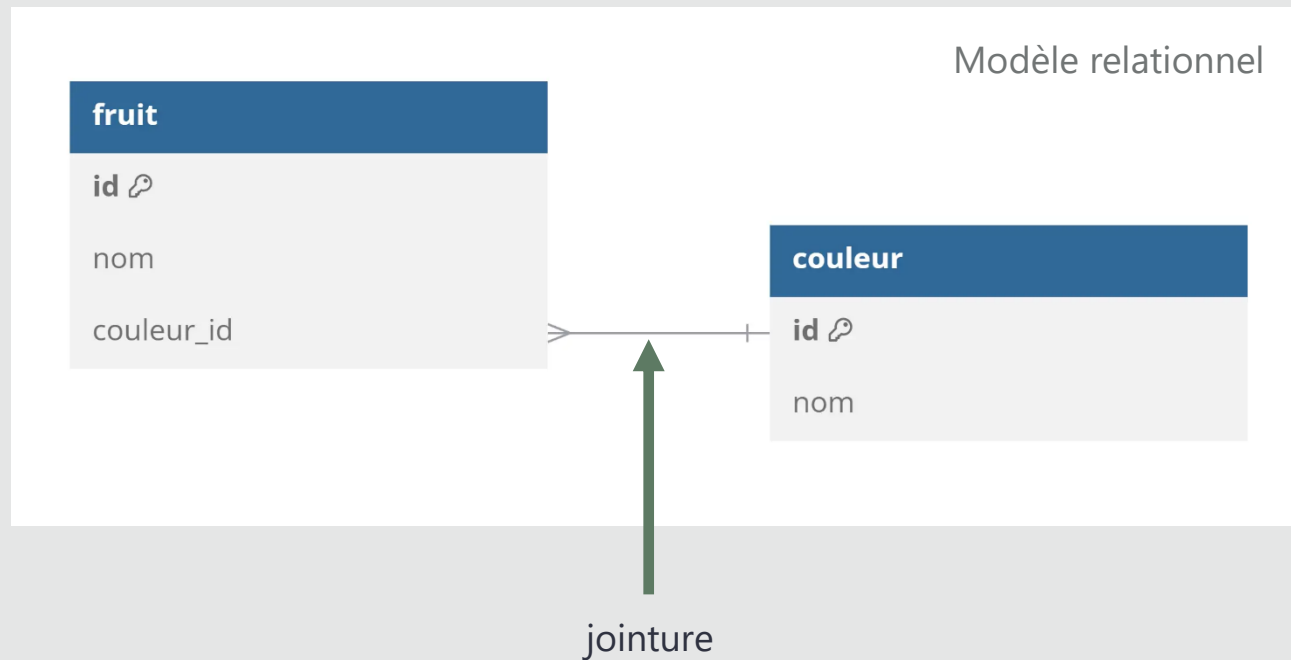 Modèle relationnel
fruit
id
nom
couleur_id
couleur
id
nom
jointure